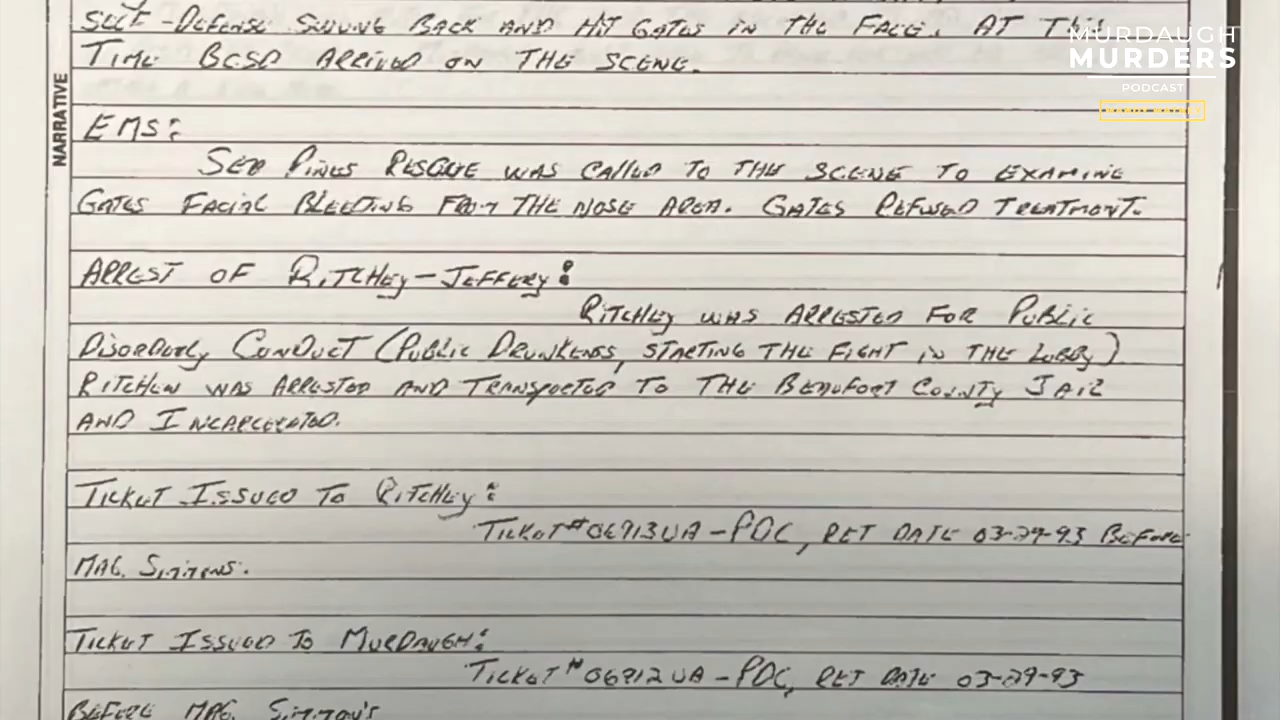 SELF-DEFENSE SWUNG BACK AND HIT GATES IN THE FACE. AT THIS
TIME BCSD ARRIVED ON THE SCENE.
MURDAUGH
MURDERS
PODCAST
NARRATIVE
EMS:
SEA PINES RESCUE WAS CALLED TO THE SCENE TO EXAMINE
GATES FACIAL BLEEDING FROM THE NOSE AREA. GATES REFUSED TREATMENT.
ARREST OF RITCHEY-JEFFERY:
RITCHEY WAS ARRESTED FOR PUBLIC
DISORDERLY CONDUCT (PUBLIC DRUNKENS, STARTING THE FIGHT IN THE LOBBY)
RITCHEY WAS ARRESTED AND TRANSPORTED TO THE BEAUFORT COUNTY JAIL
AND INCARCERATED.
TICKET ISSUED TO RITCHEY:
TICKET# 06913UA-PDC, RET DATE 03-29-93 BEFORE
MAG. SIMMONS.
TICKET ISSUED TO MURDAUGH:
TICKET# 06912UA-PDC, RET DATE 03-29-93
BEFORE MAG. SIMMON'S